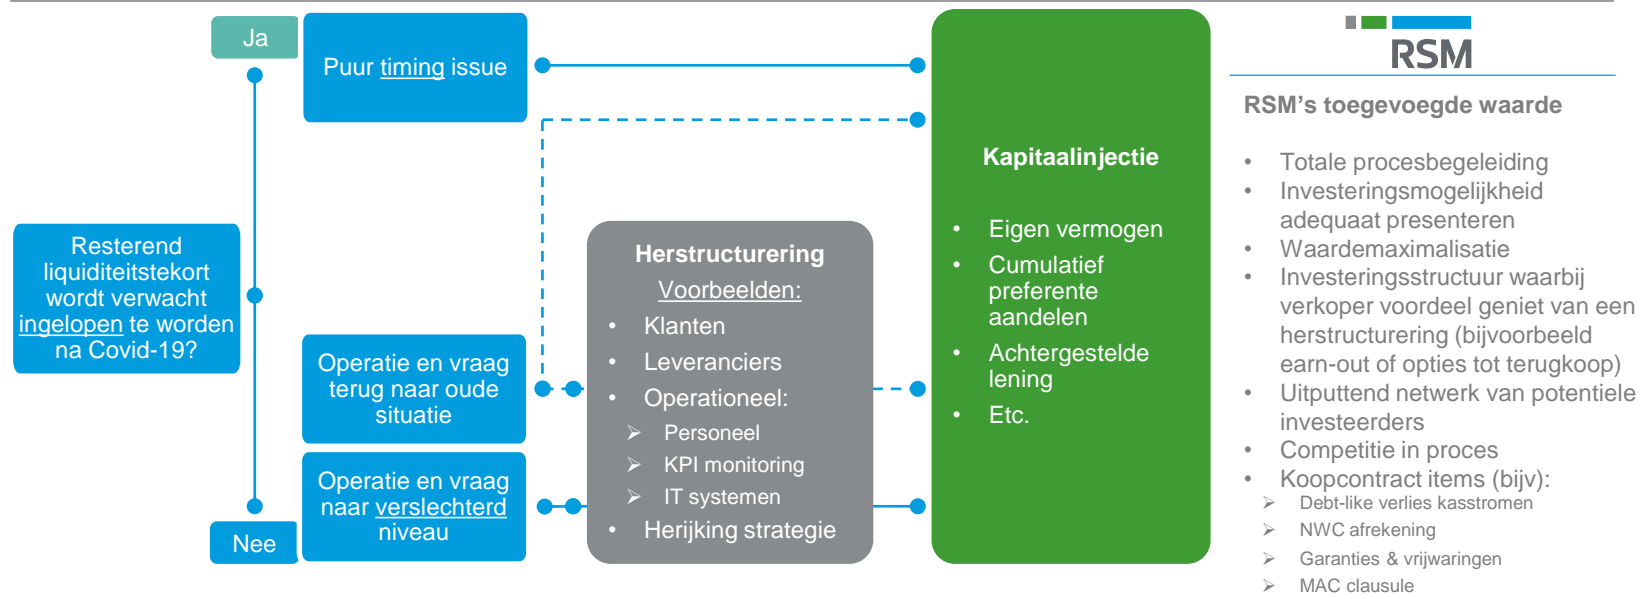 Ja
Puur timing issue
Resterend
liquiditeitstekort
wordt verwacht
ingelopen te worden
na Covid-19?
Operatie en vraag
terug naar oude
situatie
Operatie en vraag
naar verslechterd
niveau
Nee
Herstructurering
Voorbeelden:
• Klanten
• Leveranciers
• Operationeel:
➢ Personeel
➢ KPI monitoring
➢ IT systemen
• Herijking strategie
Kapitaalinjectie
• Eigen vermogen
• Cumulatief
preferente
aandelen
• Achtergestelde
lening
• Etc.
RSM
RSM's toegevoegde waarde
• Totale procesbegeleiding
• Investeringsmogelijkheid
adequaat presenteren
• Waardemaximalisatie
• Investeringsstructuur waarbij
verkoper voordeel geniet van een
herstructurering (bijvoorbeeld
earn-out of opties tot terugkoop)
• Uitputtend netwerk van potentiele
investeerders
• Competitie in proces
• Koopcontract items (bijv):
➢ Debt-like verlies kasstromen
➢ NWC afrekening
➢ Garanties & vrijwaringen
➢ MAC clausule